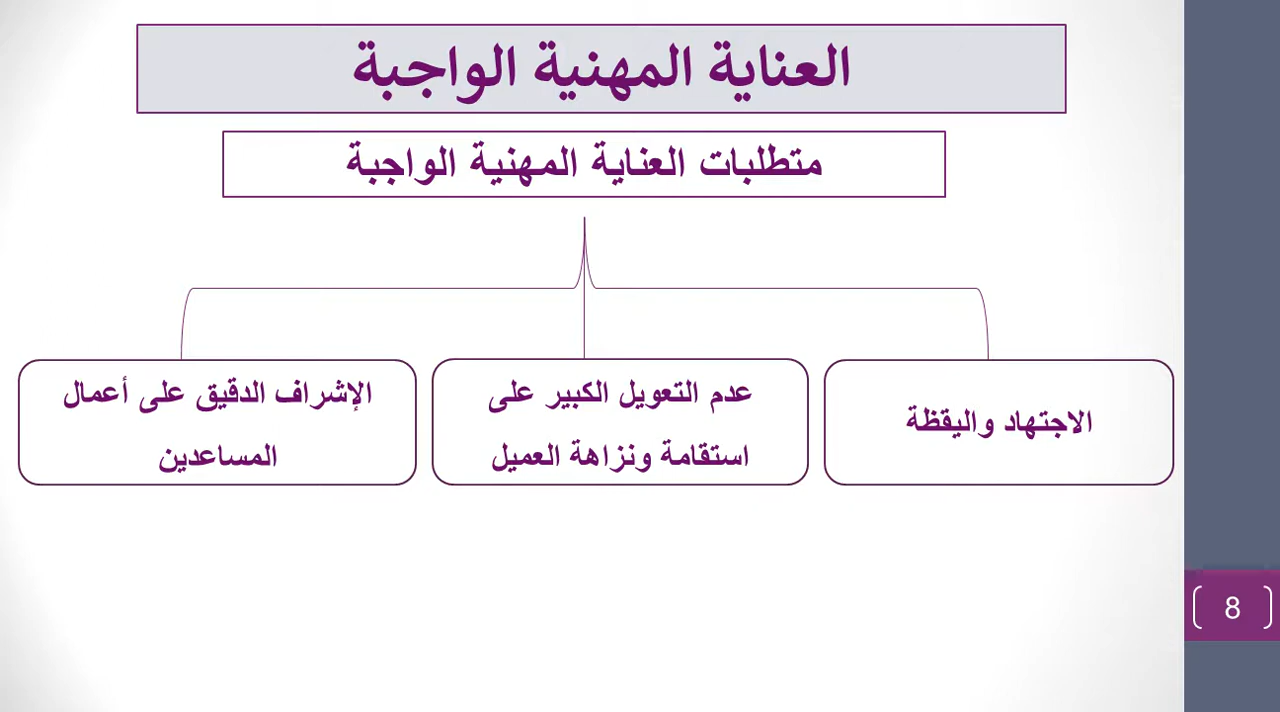 العناية المهنية الواجبة
متطلبات العناية المهنية الواجبة
الاجتهاد واليقظة
عدم التعويل الكبير على
استقامة ونزاهة العميل
الإشراف الدقيق على أعمال
المساعدين
8